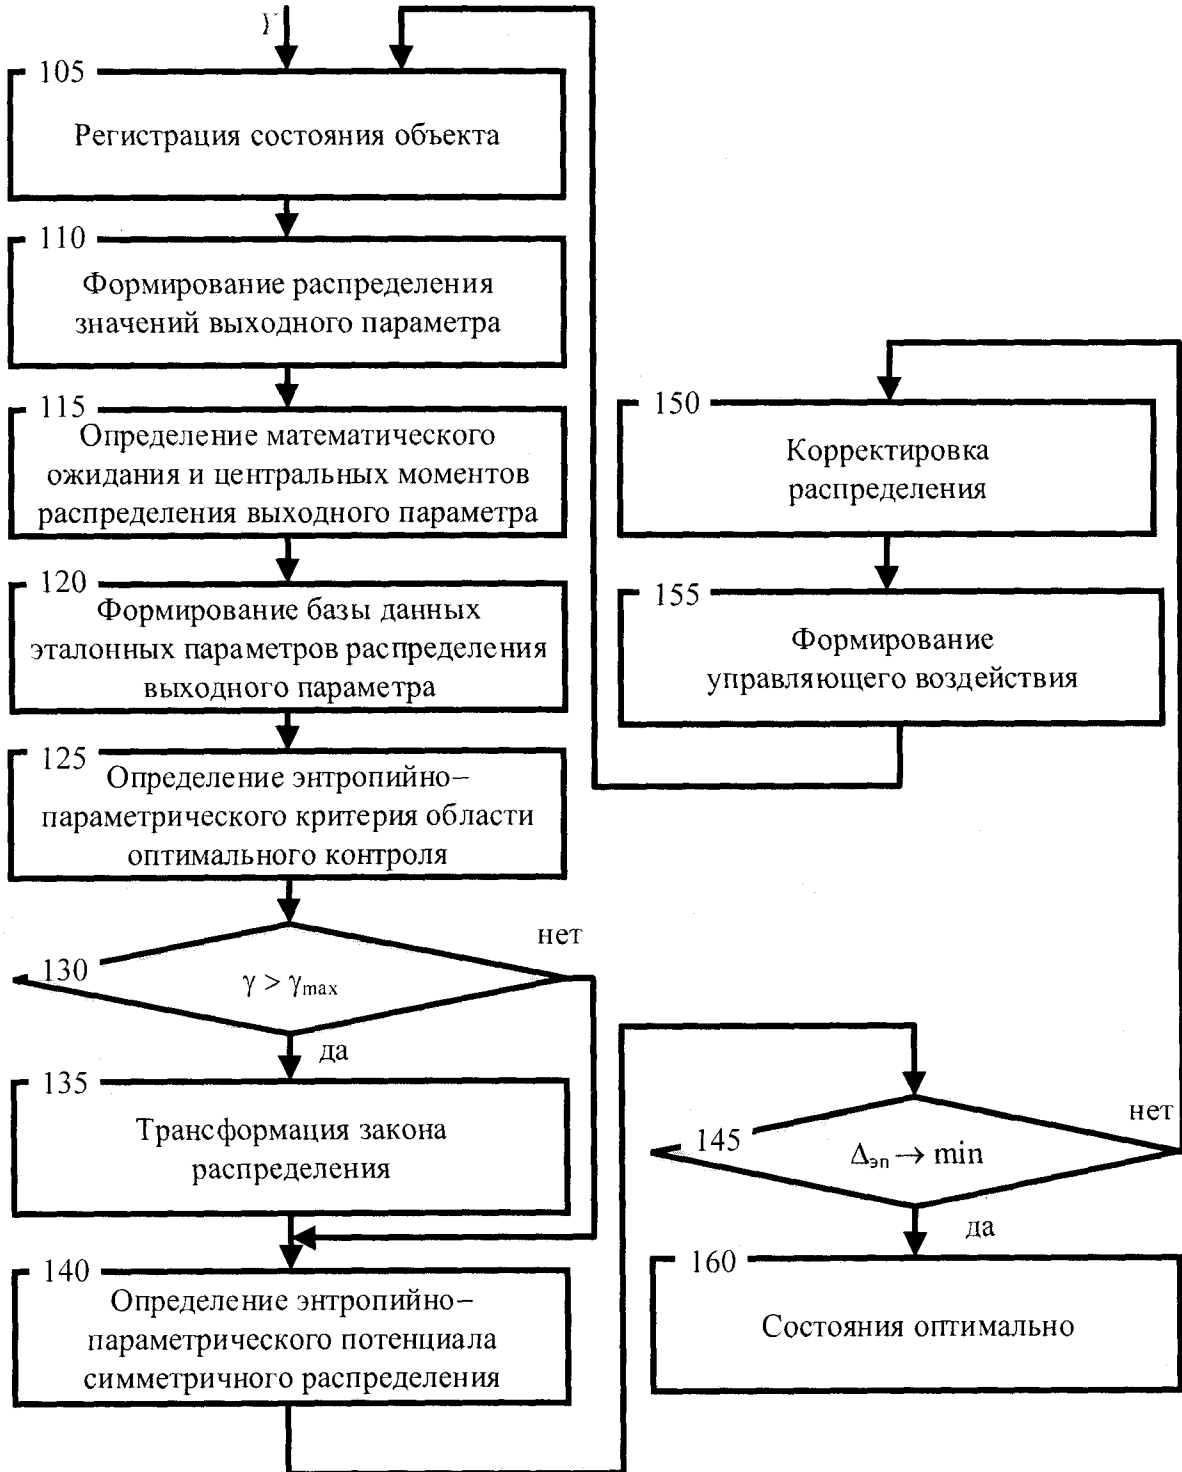 Y
105
Регистрация состояния объекта
110
Формирование распределения
значений выходного параметра
115
Определение математического
ожидания и центральных моментов
распределения выходного параметра
120
Формирование базы данных
эталонных параметров распределения
выходного параметра
125
Определение энтропийно–
параметрического критерия области
оптимального контроля
130
γ > γmax
нет
да
135
Трансформация закона
распределения
140
Определение энтропийно–
параметрического потенциала
симметричного распределения
150
Корректировка
распределения
155
Формирование
управляющего воздействия
145
Δэп → min
нет
да
160
Состояния оптимально